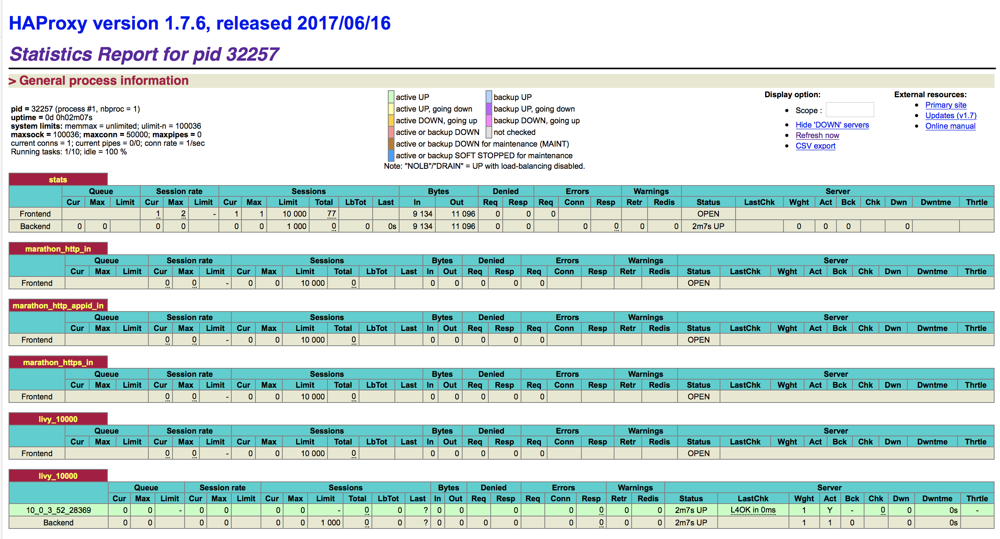 HAProxy version 1.7.6, released 2017/06/16
Statistics Report for pid 32257
> General process information
pid = 32257 (process #1, nbproc = 1)
uptime = 0d 0h02m07s
system limits: memmax = unlimited; ulimit-n = 100036
maxsock = 100036; maxconn = 50000; maxpipes = 0
current conns = 1; current pipes = 0/0; conn rate = 1/sec
Running tasks: 1/10; idle = 100 %
active UP backup UP
active UP, going down backup UP, going down
active DOWN, going up backup DOWN, going up
active or backup DOWN not checked
active or backup DOWN for maintenance (MAINT)
active or backup SOFT STOPPED for maintenance
Note: "NOLB"/"DRAIN" = UP with load-balancing disabled.
Display option:
• Scope :
• Hide 'DOWN' servers
• Refresh now
• CSV export
External resources:
• Primary site
• Updates (v1.7)
• Online manual
stats
Queue Session rate Sessions Bytes Denied Errors Warnings Server
Cur Max Limit Cur Max Limit Cur Max Limit Total LbTot Last In Out Req Resp Req Conn Resp Retr Redis Status LastChk Wght Act Bck Chk Dwn Dwntme Thrtle
Frontend 1 2 - 1 1 10 000 77 9 134 11 096 0 0 0 OPEN
Backend 0 0 0 0 0 0 1 000 0 0 0s 9 134 11 096 0 0 0 0 0 0 2m7s UP 0 0 0 0
marathon_http_in
Queue Session rate Sessions Bytes Denied Errors Warnings Server
Cur Max Limit Cur Max Limit Cur Max Limit Total LbTot Last In Out Req Resp Req Conn Resp Retr Redis Status LastChk Wght Act Bck Chk Dwn Dwntme Thrtle
Frontend 0 0 - 0 0 10 000 0 0 0 0 0 0 OPEN
marathon_http_appid_in
Queue Session rate Sessions Bytes Denied Errors Warnings Server
Cur Max Limit Cur Max Limit Cur Max Limit Total LbTot Last In Out Req Resp Req Conn Resp Retr Redis Status LastChk Wght Act Bck Chk Dwn Dwntme Thrtle
Frontend 0 0 - 0 0 10 000 0 0 0 0 0 0 OPEN
marathon_https_in
Queue Session rate Sessions Bytes Denied Errors Warnings Server
Cur Max Limit Cur Max Limit Cur Max Limit Total LbTot Last In Out Req Resp Req Conn Resp Retr Redis Status LastChk Wght Act Bck Chk Dwn Dwntme Thrtle
Frontend 0 0 - 0 0 10 000 0 0 0 0 0 0 OPEN
livy_10000
Queue Session rate Sessions Bytes Denied Errors Warnings Server
Cur Max Limit Cur Max Limit Cur Max Limit Total LbTot Last In Out Req Resp Req Conn Resp Retr Redis Status LastChk Wght Act Bck Chk Dwn Dwntme Thrtle
Frontend 0 0 - 0 0 10 000 0 0 0 0 0 0 OPEN
livy_10000
Queue Session rate Sessions Bytes Denied Errors Warnings Server
Cur Max Limit Cur Max Limit Cur Max Limit Total LbTot Last In Out Req Resp Req Conn Resp Retr Redis Status LastChk Wght Act Bck Chk Dwn Dwntme Thrtle
10_0_3_52_28369 0 0 - 0 0 0 0 - 0 0 ? 0 0 0 0 0 0 0 2m7s UP L4OK in 0ms 1 Y - 0 0 0s -
Backend 0 0 0 0 0 0 1 000 0 0 ? 0 0 0 0 0 0 0 0 2m7s UP 1 1 0 0 0s